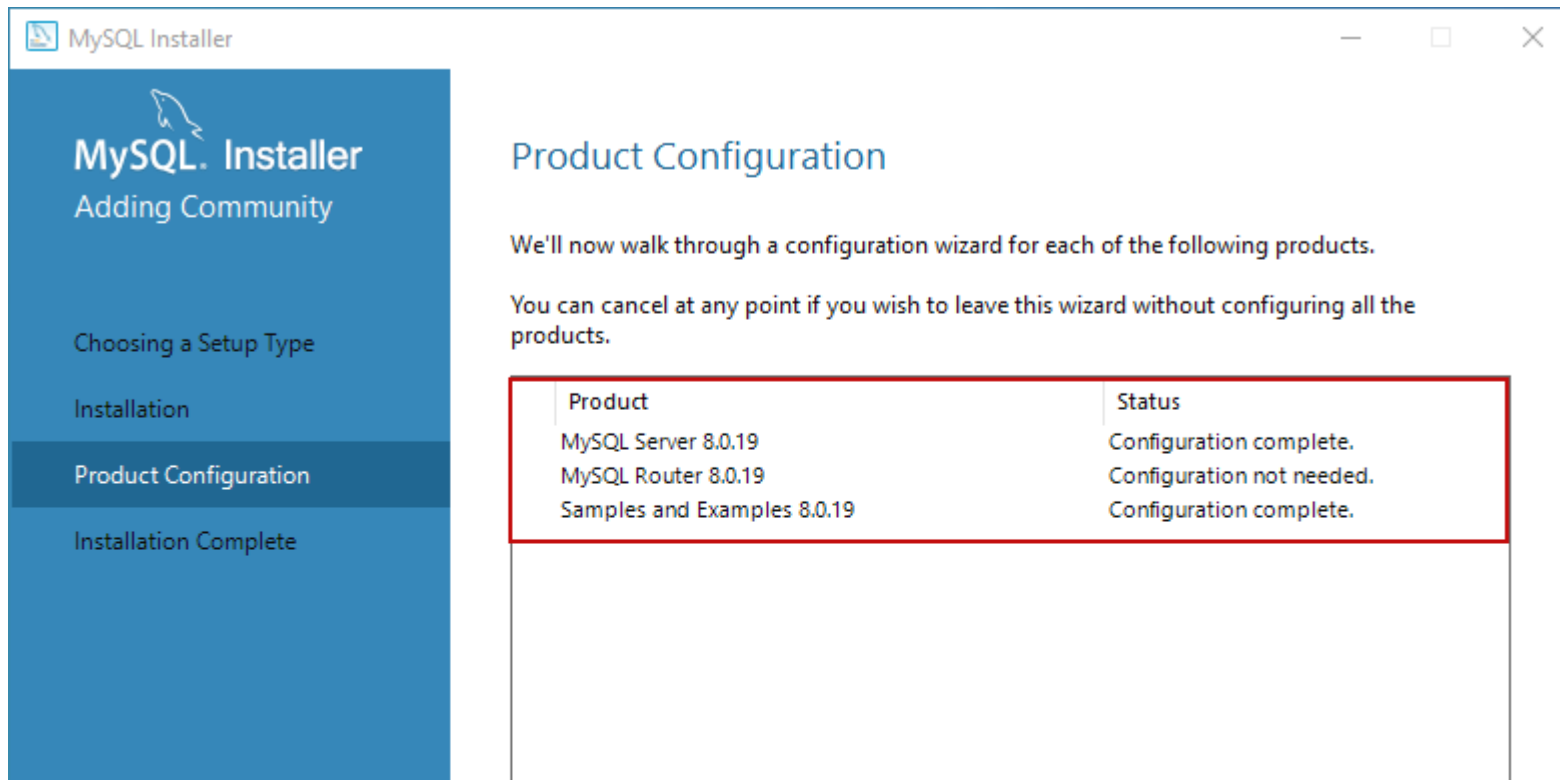 MySQL Installer
MySQL. Installer
Adding Community
Choosing a Setup Type
Installation
Product Configuration
Installation Complete
Product Configuration
We'll now walk through a configuration wizard for each of the following products.
You can cancel at any point if you wish to leave this wizard without configuring all the
products.
Product Status
MySQL Server 8.0.19 Configuration complete.
MySQL Router 8.0.19 Configuration not needed.
Samples and Examples 8.0.19 Configuration complete.